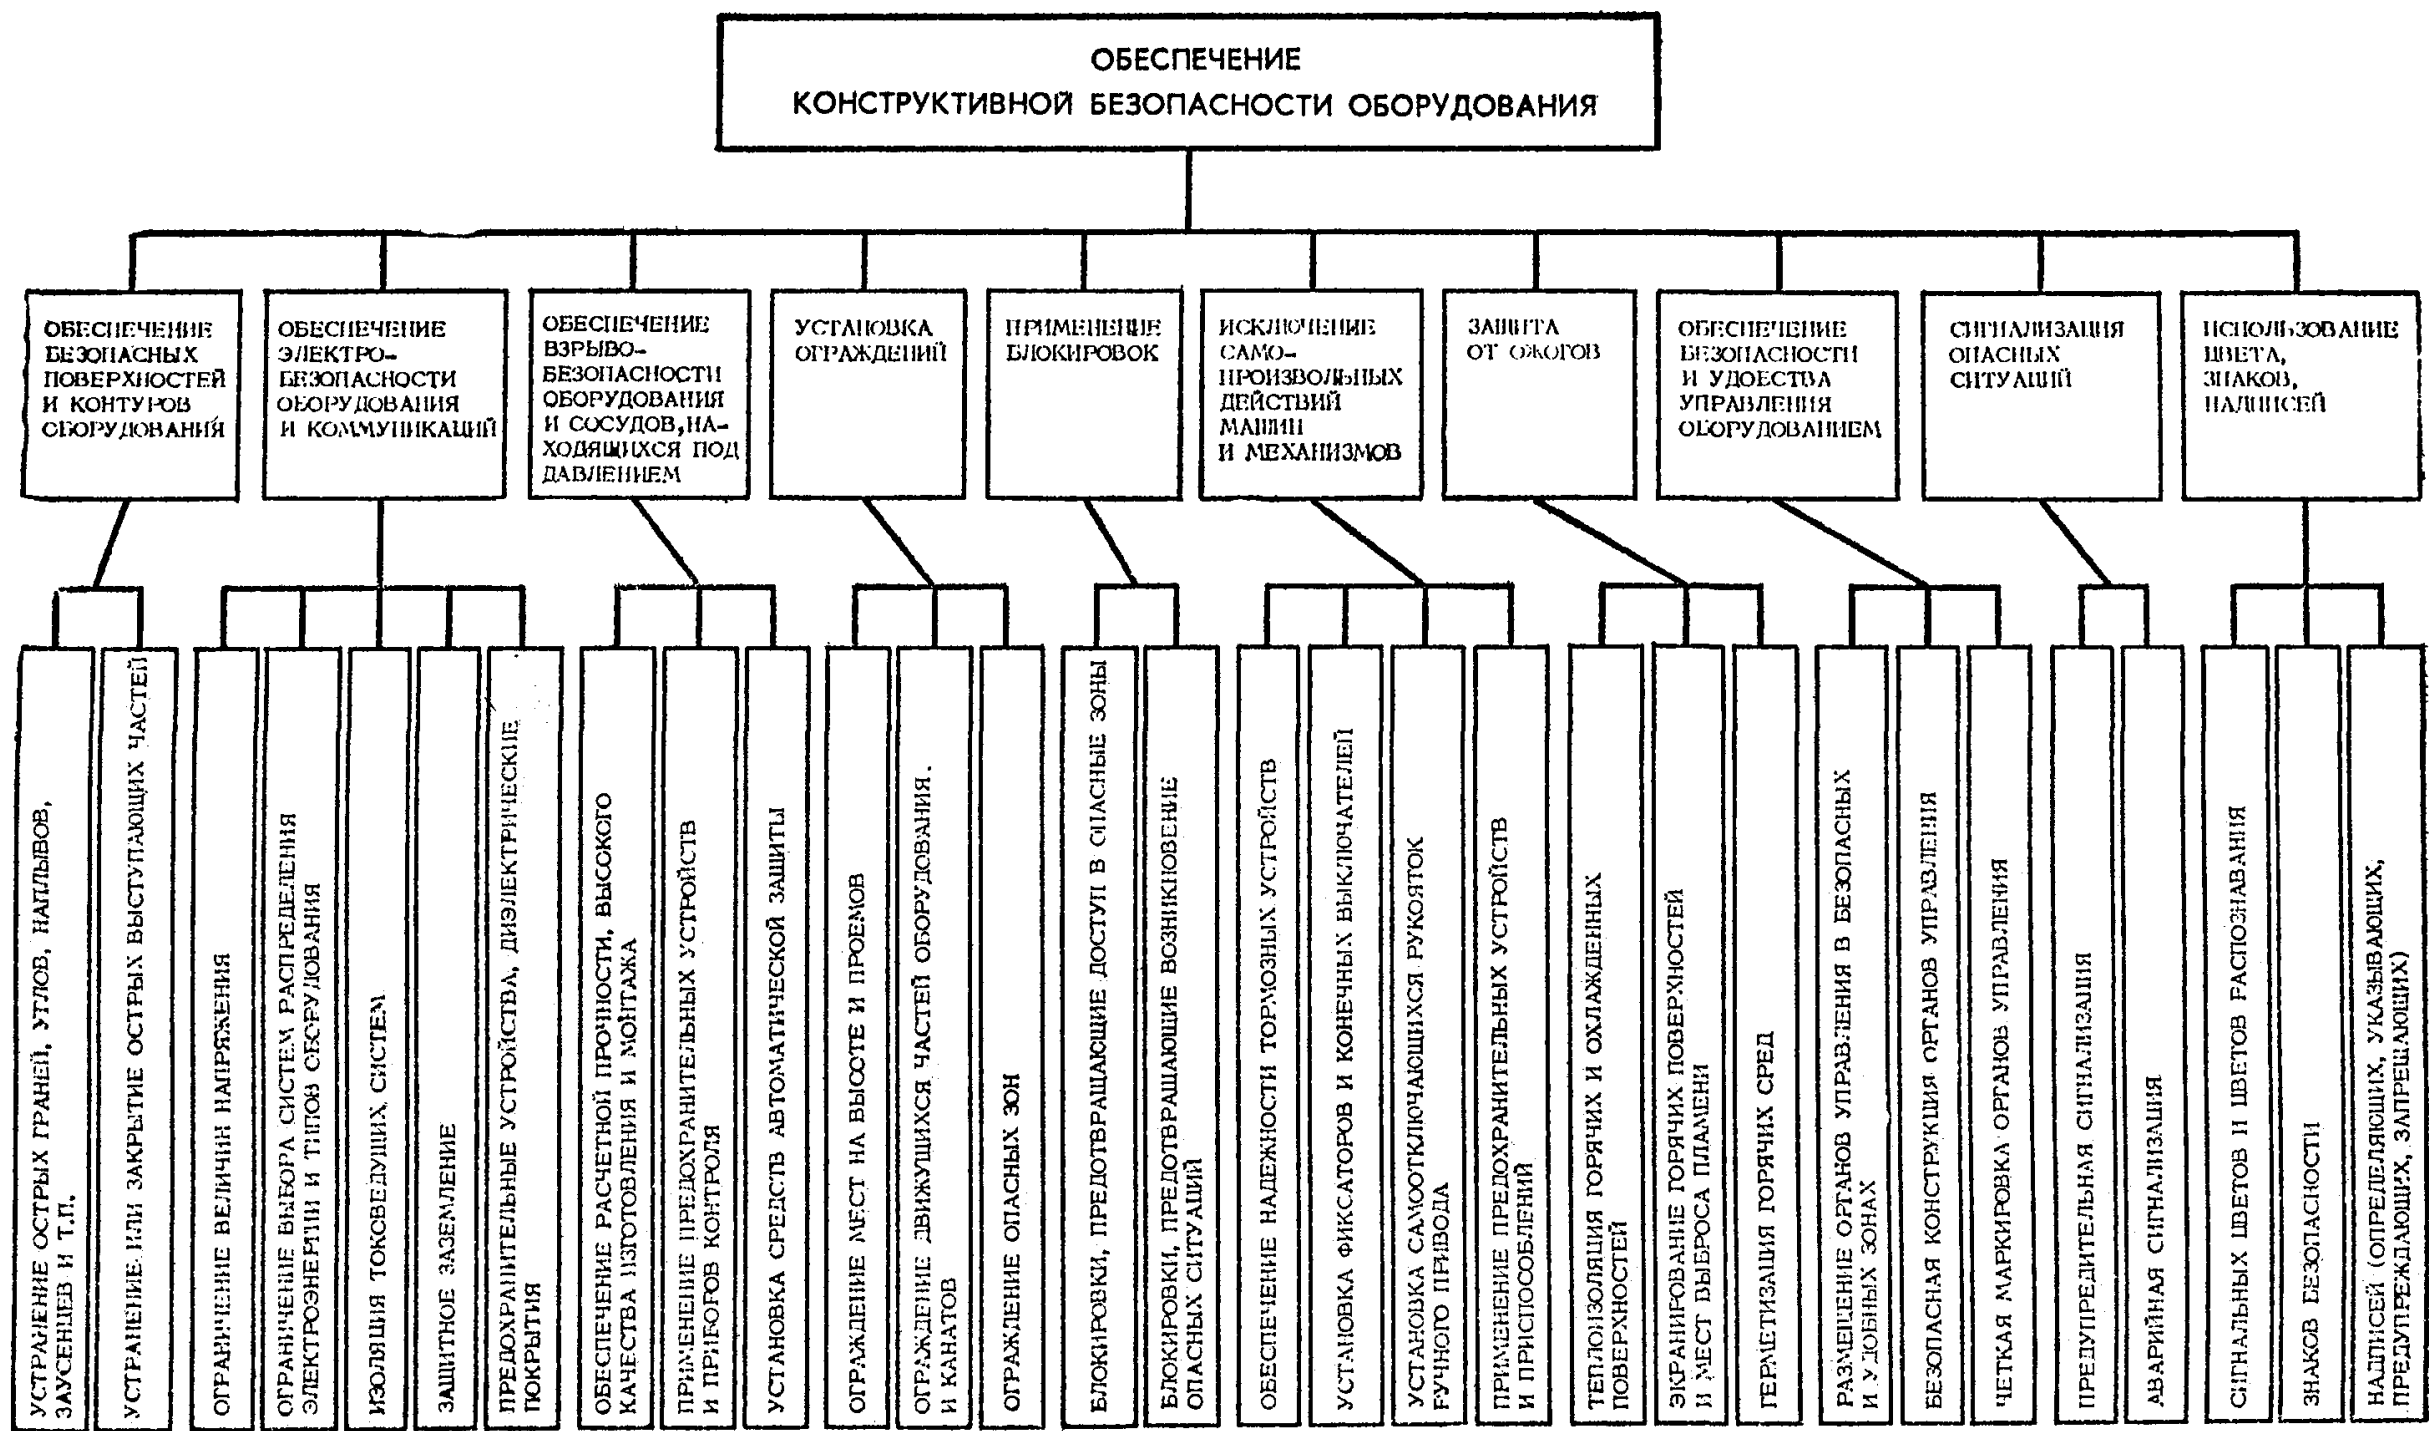 ОБЕСПЕЧЕНИЕ
КОНСТРУКТИВНОЙ БЕЗОПАСНОСТИ ОБОРУДОВАНИЯ
ОБЕСПЕЧЕНИЕ
БЕЗОПАСНЫХ
ПОВЕРХНОСТЕЙ
И КОНТУРОВ
ОБОРУДОВАНИЯ
ОБЕСПЕЧЕНИЕ
ЭЛЕКТРО-
БЕЗОПАСНОСТИ
ОБОРУДОВАНИЯ
И КОММУНИКАЦИЙ
ОБЕСПЕЧЕНИЕ
ВЗРЫВО-
БЕЗОПАСНОСТИ
ОБОРУДОВАНИЯ
И СОСУДОВ, НА-
ХОДЯЩИХСЯ ПОД
ДАВЛЕНИЕМ
УСТАНОВКА
ОГРАЖДЕНИЙ
ПРИМЕНЕНИЕ
БЛОКИРОВОК
ИСКЛЮЧЕНИЕ
САМО-
ПРОИЗВОЛЬНЫХ
ДЕЙСТВИЙ
МАШИН
И МЕХАНИЗМОВ
ЗАЩИТА
ОТ ОЖОГОВ
ОБЕСПЕЧЕНИЕ
БЕЗОПАСНОСТИ
И УДОБСТВА
УПРАВЛЕНИЯ
ОБОРУДОВАНИЕМ
СИГНАЛИЗАЦИЯ
ОПАСНЫХ
СИТУАЦИЙ
ИСПОЛЬЗОВАНИЕ
ЦВЕТА,
ЗНАКОВ,
НАДПИСЕЙ
УСТРАНЕНИЕ ОСТРЫХ ГРАНЕЙ, УГЛОВ, НАПЛЫВОВ,
ЗАУСЕНЦЕВ И Т.П.
УСТРАНЕНИЕ ИЛИ ЗАКРЫТИЕ ОСТРЫХ ВЫСТУПАЮЩИХ ЧАСТЕЙ
ОГРАНИЧЕНИЕ ВЕЛИЧИН НАПРЯЖЕНИЯ
ОГРАНИЧЕНИЕ ВЫБОРА СИСТЕМ РАСПРЕДЕЛЕНИЯ
ЭЛЕКТРОЭНЕРГИИ И ТИПОВ ОБОРУДОВАНИЯ
ИЗОЛЯЦИЯ ТОКОВЕДУЩИХ СИСТЕМ
ЗАЩИТНОЕ ЗАЗЕМЛЕНИЕ
ПРЕДОХРАНИТЕЛЬНЫЕ УСТРОЙСТВА, ДИЭЛЕКТРИЧЕСКИЕ
ПОКРЫТИЯ
ОБЕСПЕЧЕНИЕ РАСЧЕТНОЙ ПРОЧНОСТИ, ВЫСОКОГО
КАЧЕСТВА ИЗГОТОВЛЕНИЯ И МОНТАЖА
ПРИМЕНЕНИЕ ПРЕДОХРАНИТЕЛЬНЫХ УСТРОЙСТВ
И ПРИБОРОВ КОНТРОЛЯ
УСТАНОВКА СРЕДСТВ АВТОМАТИЧЕСКОЙ ЗАЩИТЫ
ОГРАЖДЕНИЕ МЕСТ НА ВЫСОТЕ И ПРОЕМОВ
ОГРАЖДЕНИЕ ДВИЖУЩИХСЯ ЧАСТЕЙ ОБОРУДОВАНИЯ.
И КАНАТОВ
ОГРАЖДЕНИЕ ОПАСНЫХ ЗОН
БЛОКИРОВКИ, ПРЕДОТВРАЩАЮЩИЕ ДОСТУП В ОПАСНЫЕ ЗОНЫ
БЛОКИРОВКИ, ПРЕДОТВРАЩАЮЩИЕ ВОЗНИКНОВЕНИЕ
ОПАСНЫХ СИТУАЦИЙ
ОБЕСПЕЧЕНИЕ НАДЕЖНОСТИ ТОРМОЗНЫХ УСТРОЙСТВ
УСТАНОВКА ФИКСАТОРОВ И КОНЕЧНЫХ ВЫКЛЮЧАТЕЛЕЙ
УСТАНОВКА САМООТКЛЮЧАЮЩИХСЯ РУКОЯТОК
РУЧНОГО ПРИВОДА
ПРИМЕНЕНИЕ ПРЕДОХРАНИТЕЛЬНЫХ УСТРОЙСТВ
И ПРИСПОСОБЛЕНИЙ
ТЕПЛОИЗОЛЯЦИЯ ГОРЯЧИХ И ОХЛАЖДЕННЫХ
ПОВЕРХНОСТЕЙ
ЭКРАНИРОВАНИЕ ГОРЯЧИХ ПОВЕРХНОСТЕЙ
И МЕСТ ВЫБРОСА ПЛАМЕНИ
ГЕРМЕТИЗАЦИЯ ГОРЯЧИХ СРЕД
РАЗМЕЩЕНИЕ ОРГАНОВ УПРАВЛЕНИЯ В БЕЗОПАСНЫХ
И УДОБНЫХ ЗОНАХ
БЕЗОПАСНАЯ КОНСТРУКЦИЯ ОРГАНОВ УПРАВЛЕНИЯ
ЧЕТКАЯ МАРКИРОВКА ОРГАНОВ УПРАВЛЕНИЯ
ПРЕДУПРЕДИТЕЛЬНАЯ СИГНАЛИЗАЦИЯ
АВАРИЙНАЯ СИГНАЛИЗАЦИЯ
СИГНАЛЬНЫХ ЦВЕТОВ И ЦВЕТОВ РАСПОЗНАВАНИЯ
ЗНАКОВ БЕЗОПАСНОСТИ
НАДПИСЕЙ (ОПРЕДЕЛЯЮЩИХ, УКАЗЫВАЮЩИХ,
ПРЕДУПРЕЖДАЮЩИХ, ЗАПРЕЩАЮЩИХ)